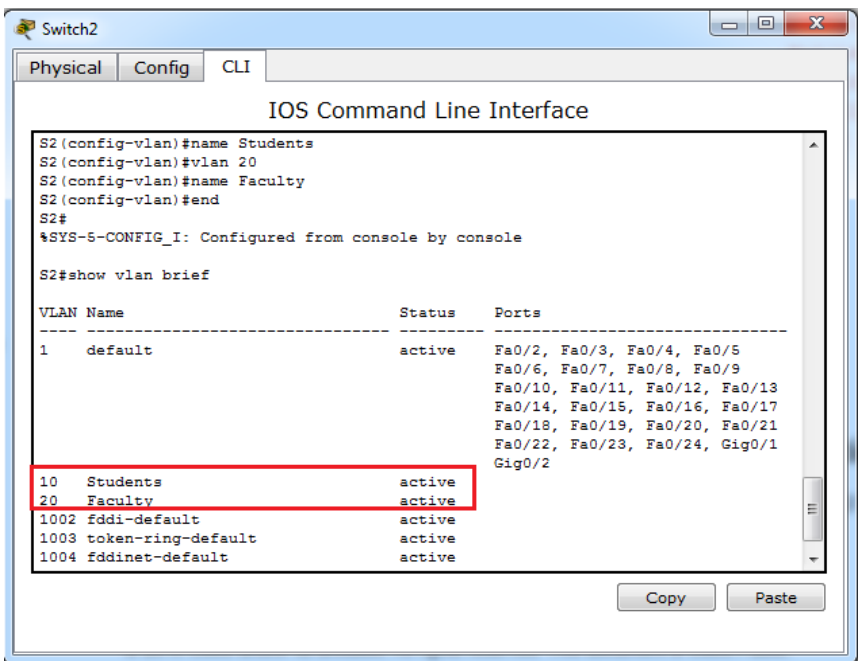 Switch2
Physical Config CLI
IOS Command Line Interface
S2(config-vlan)#name Students
S2(config-vlan)#vlan 20
S2(config-vlan)#name Faculty
S2(config-vlan)#end
S2#
%SYS-5-CONFIG_I: Configured from console by console
S2#show vlan brief
VLAN Name                             Status    Ports
---- -------------------------------- --------- -------------------------------
1    default                          active    Fa0/2, Fa0/3, Fa0/4, Fa0/5
                                                Fa0/6, Fa0/7, Fa0/8, Fa0/9
                                                Fa0/10, Fa0/11, Fa0/12, Fa0/13
                                                Fa0/14, Fa0/15, Fa0/16, Fa0/17
                                                Fa0/18, Fa0/19, Fa0/20, Fa0/21
                                                Fa0/22, Fa0/23, Fa0/24, Gig0/1
                                                Gig0/2
10   Students                         active
20   Faculty                          active
1002 fddi-default                     active
1003 token-ring-default               active
1004 fddinet-default                  active
Copy Paste